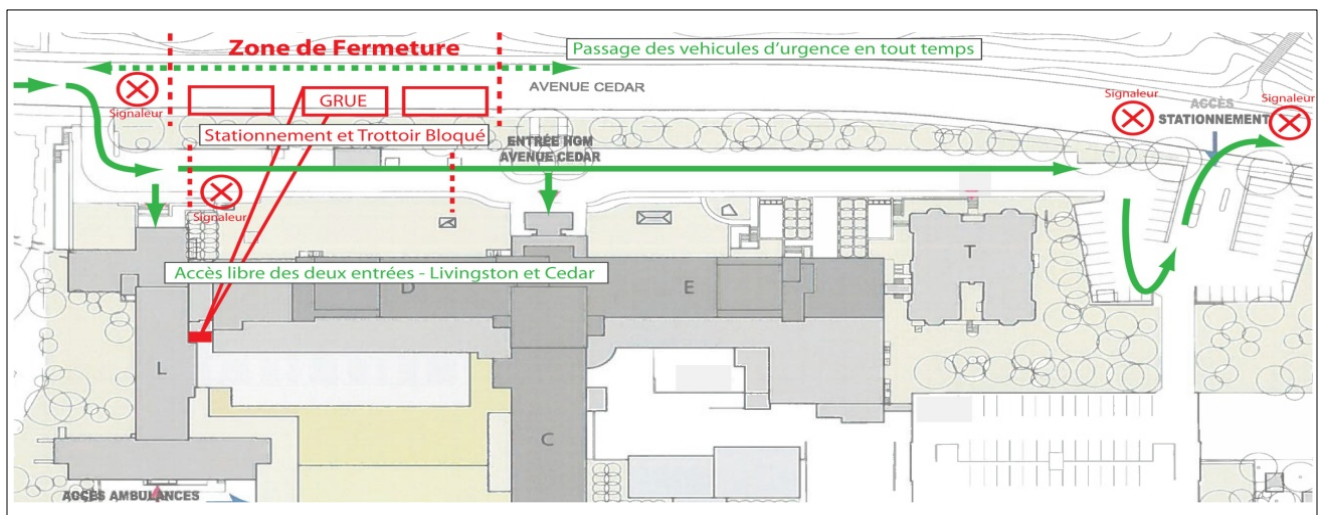 Zone de Fermeture
Passage des vehicules d'urgence en tout temps
AVENUE CEDAR
Signaleur
GRUE
Signaleur
ACCÈS
STATIONNEMENT
Signaleur
Stationnement et Trottoir Bloqué
ENTRÉE HGM
AVENUE CEDAR
Signaleur
Accès libre des deux entrées - Livingston et Cedar
D
E
T
L
C
ACCÈS AMBULANCES